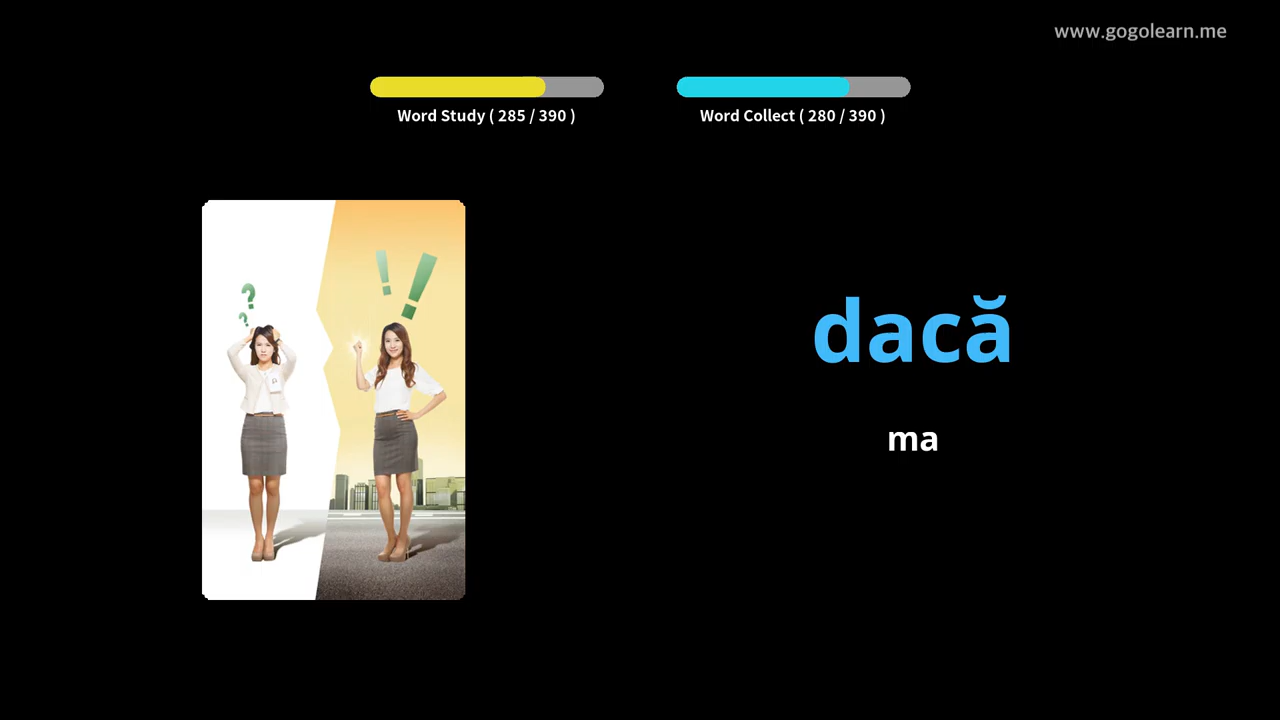 www.gogolearn.me
Word Study ( 285 / 390 )
Word Collect ( 280 / 390 )
? ?
! !
dacă
ma